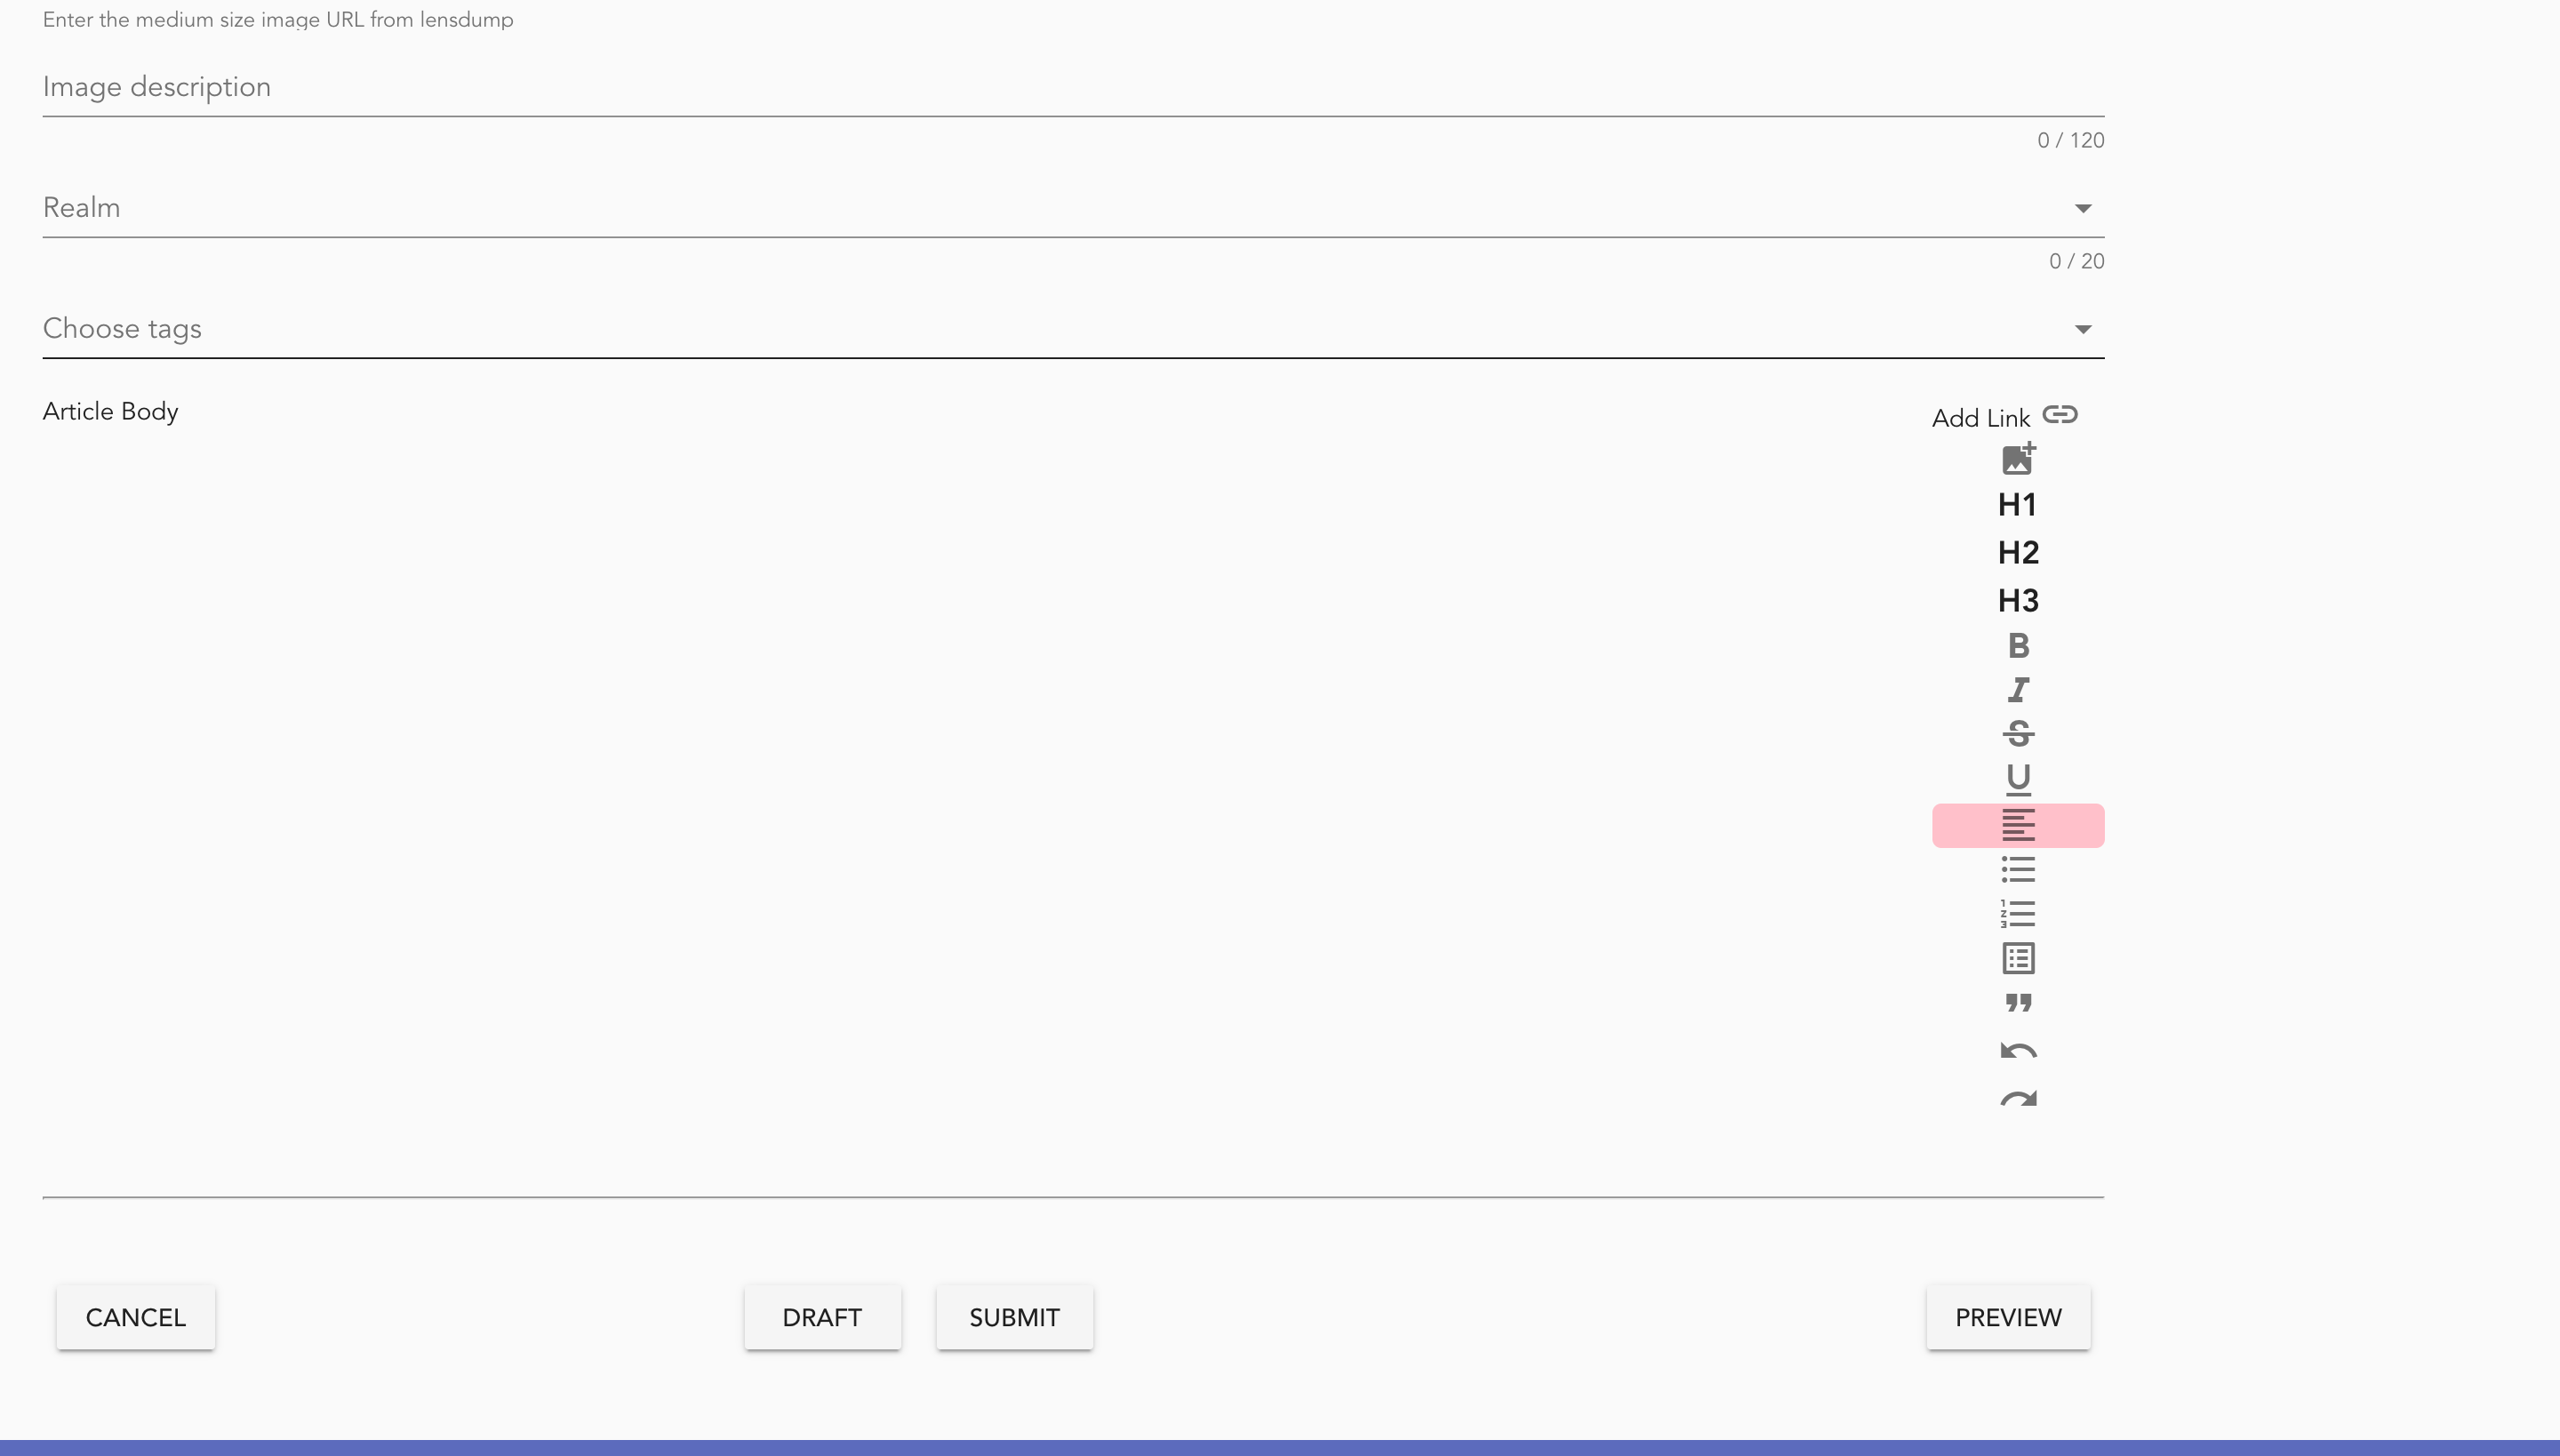 Enter the medium size image URL from lensdump
Image description
0 / 120
Realm
0 / 20
Choose tags
Article Body
Add Link
H1
H2
H3
B
I
S
U
CANCEL
DRAFT
SUBMIT
PREVIEW